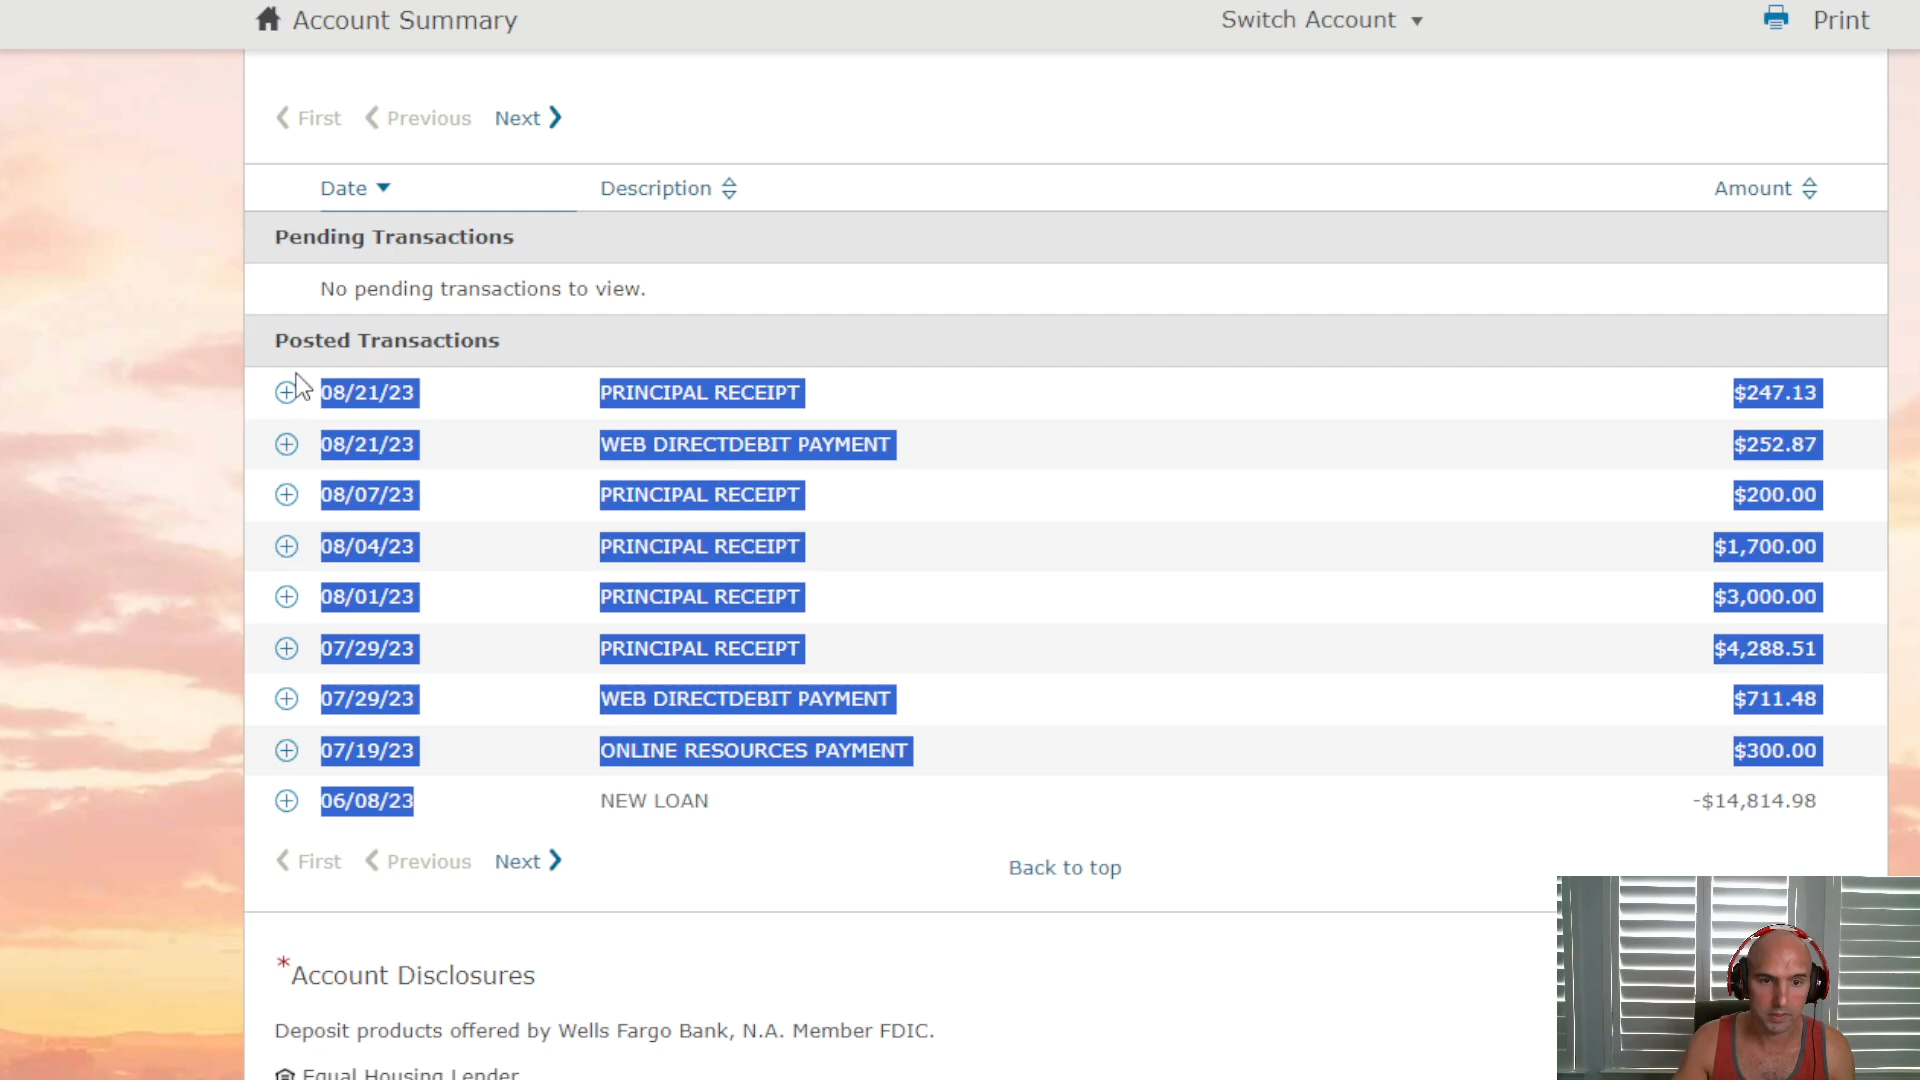 Account Summary Switch Account Print
First Previous Next
Date Description Amount
Pending Transactions
No pending transactions to view.
Posted Transactions
08/21/23 PRINCIPAL RECEIPT $247.13
08/21/23 WEB DIRECTDEBIT PAYMENT $252.87
08/07/23 PRINCIPAL RECEIPT $200.00
08/04/23 PRINCIPAL RECEIPT $1,700.00
08/01/23 PRINCIPAL RECEIPT $3,000.00
07/29/23 PRINCIPAL RECEIPT $4,288.51
07/29/23 WEB DIRECTDEBIT PAYMENT $711.48
07/19/23 ONLINE RESOURCES PAYMENT $300.00
06/08/23 NEW LOAN -$14,814.98
First Previous Next Back to top
*Account Disclosures
Deposit products offered by Wells Fargo Bank, N.A. Member FDIC.
Equal Housing Lender